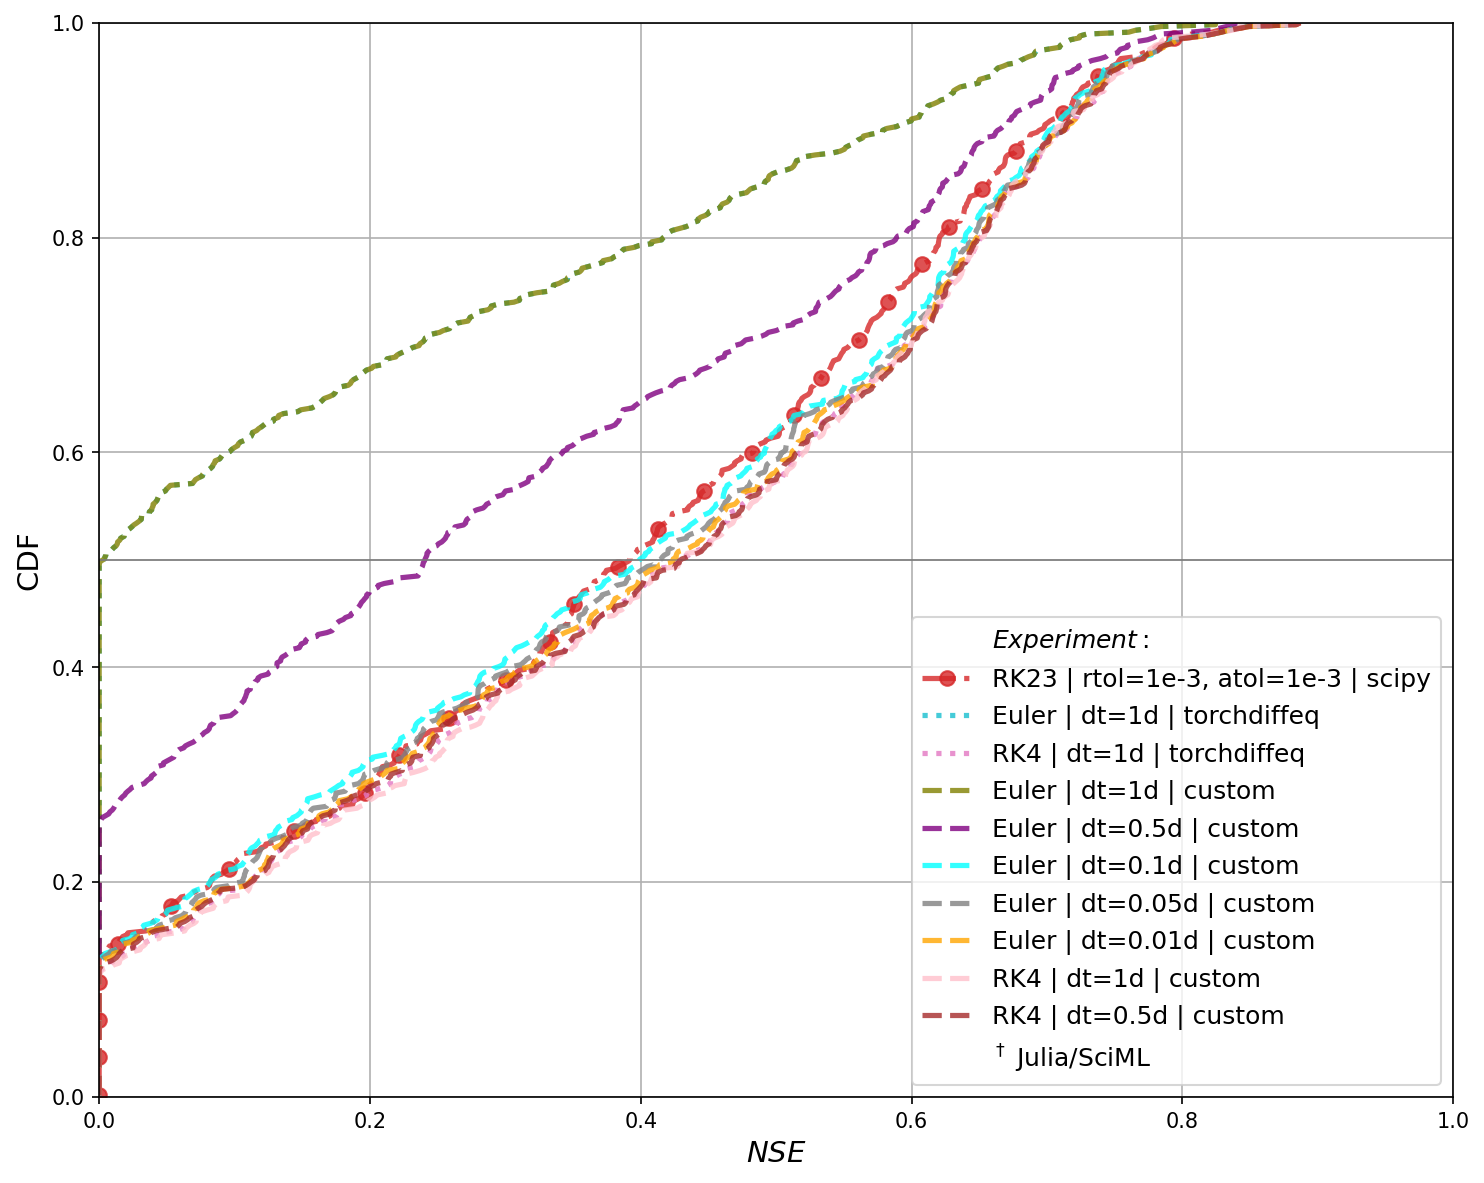 1.0
0.8
0.6
0.4
0.2
0.0
CDF
Experiment:
RK23 | rtol=1e-3, atol=1e-3 | scipy
Euler | dt=1d | torchdiffeq
RK4 | dt=1d | torchdiffeq
Euler | dt=1d | custom
Euler | dt=0.5d | custom
Euler | dt=0.1d | custom
Euler | dt=0.05d | custom
Euler | dt=0.01d | custom
RK4 | dt=1d | custom
RK4 | dt=0.5d | custom
† Julia/SciML
0.0 0.2 0.4 0.6 0.8 1.0
NSE